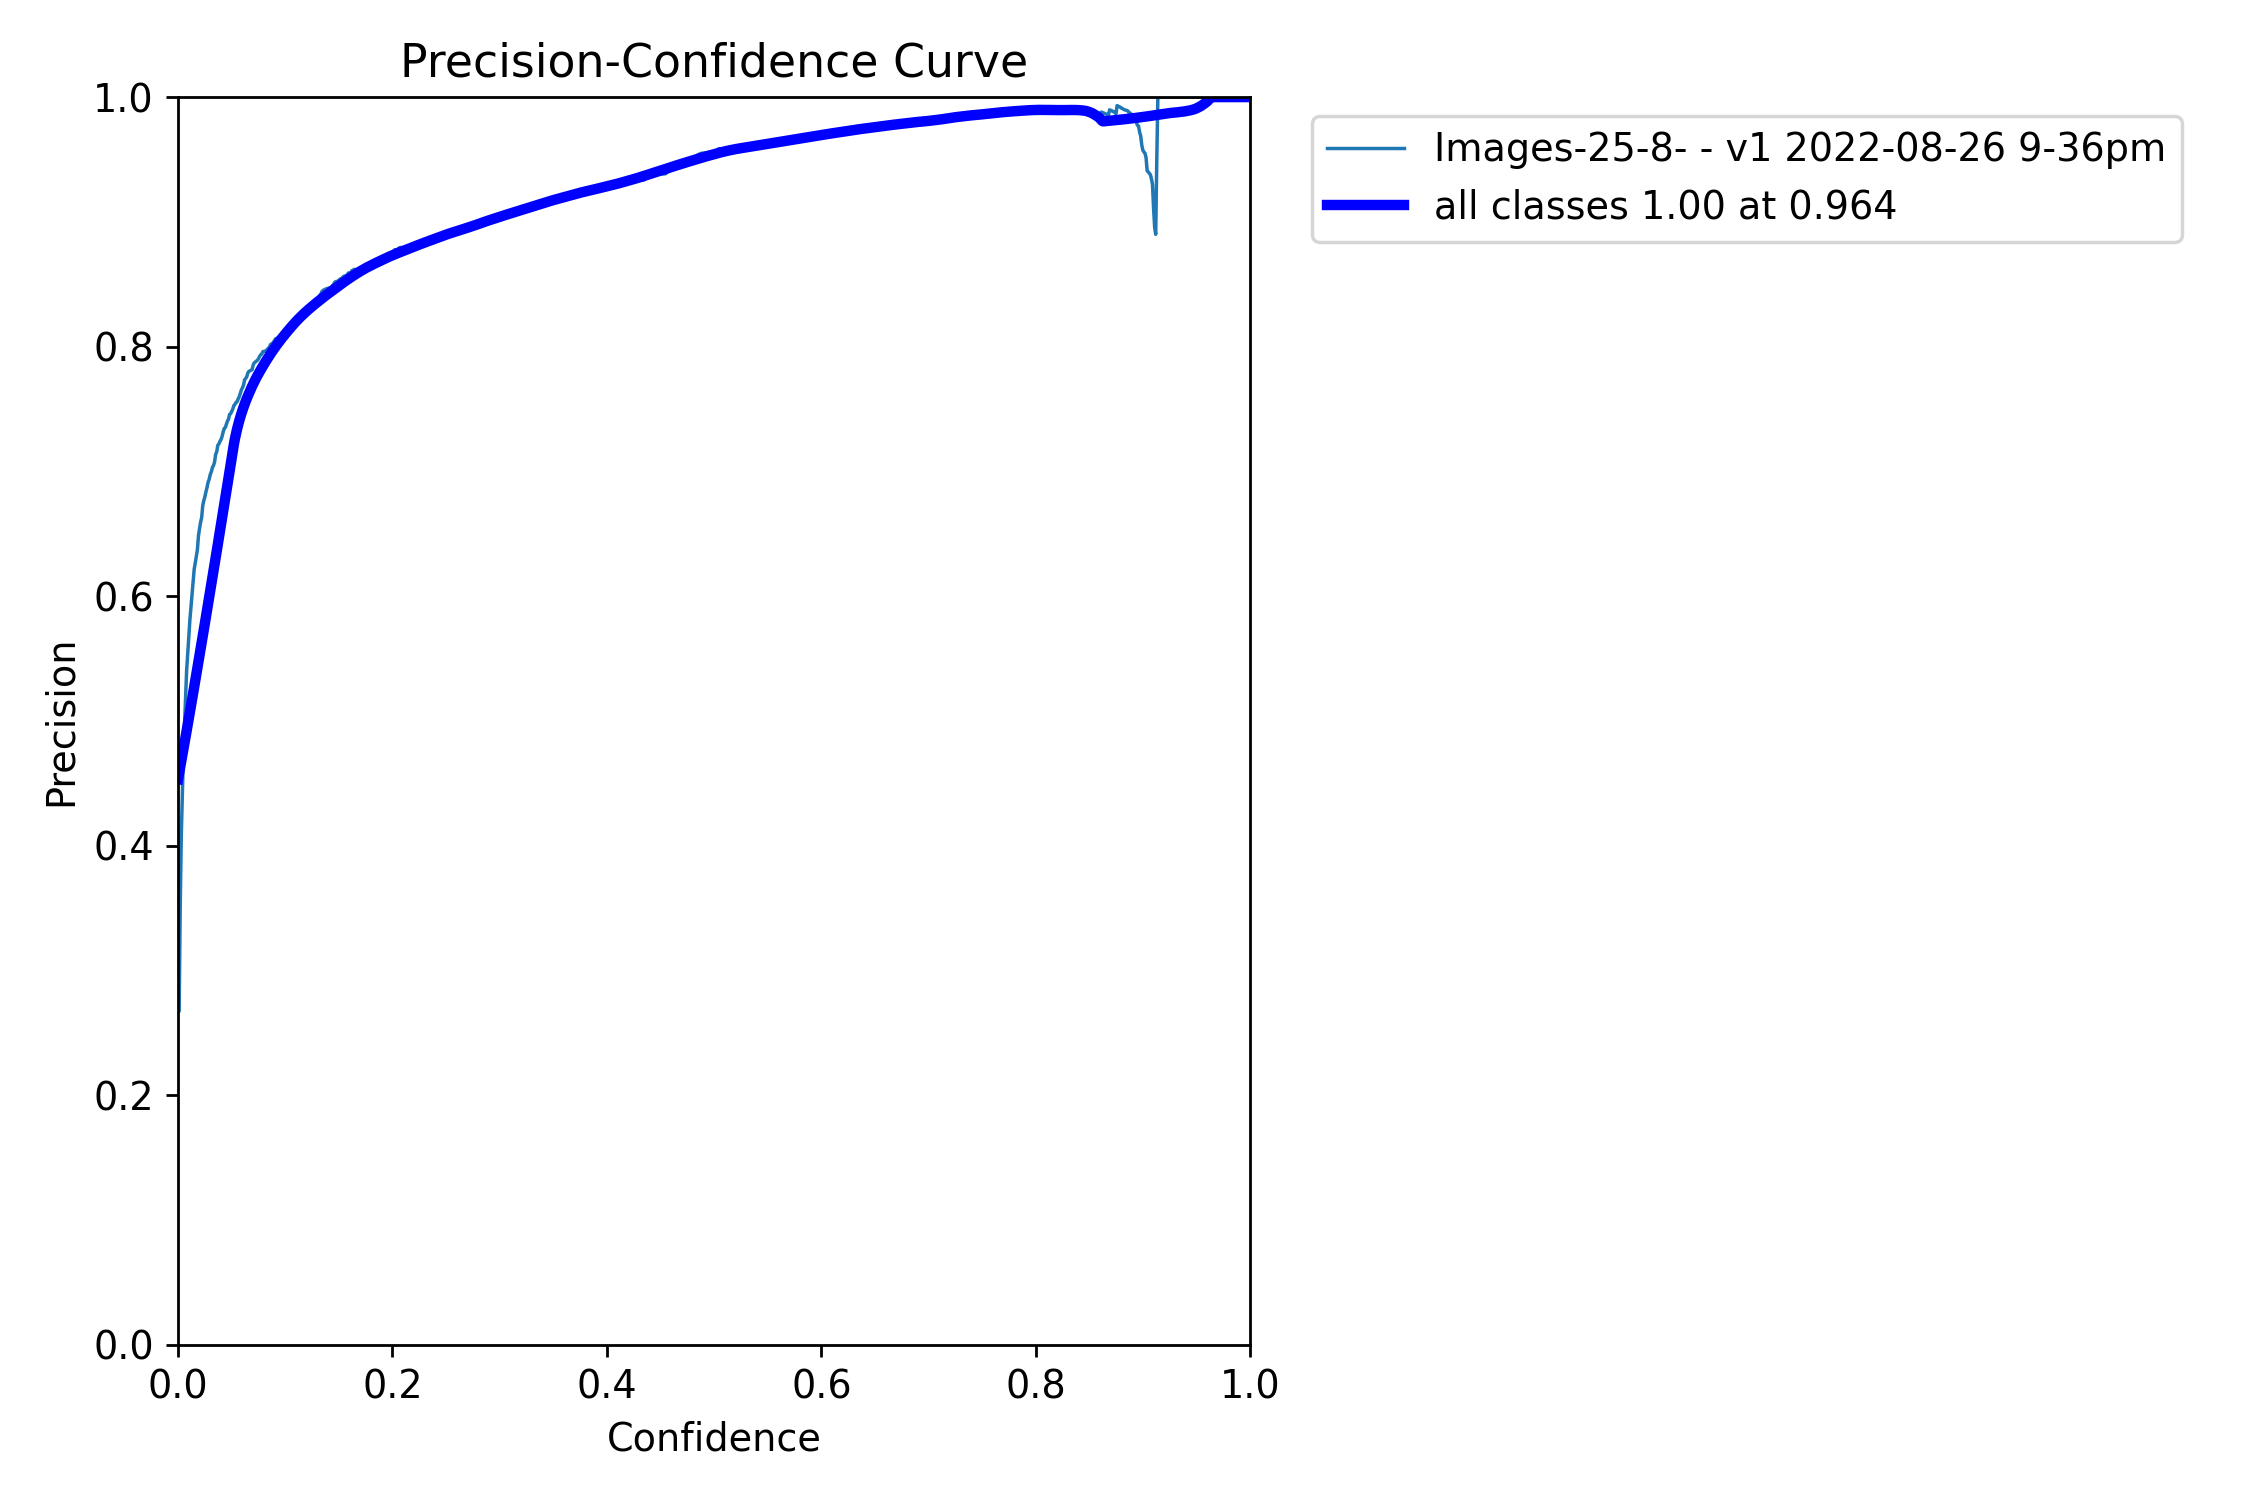 Precision-Confidence Curve
1.0
0.8
0.6
0.4
0.2
0.0
Precision
0.0 0.2 0.4 0.6 0.8 1.0
Confidence
Images-25-8- - v1 2022-08-26 9-36pm
all classes 1.00 at 0.964